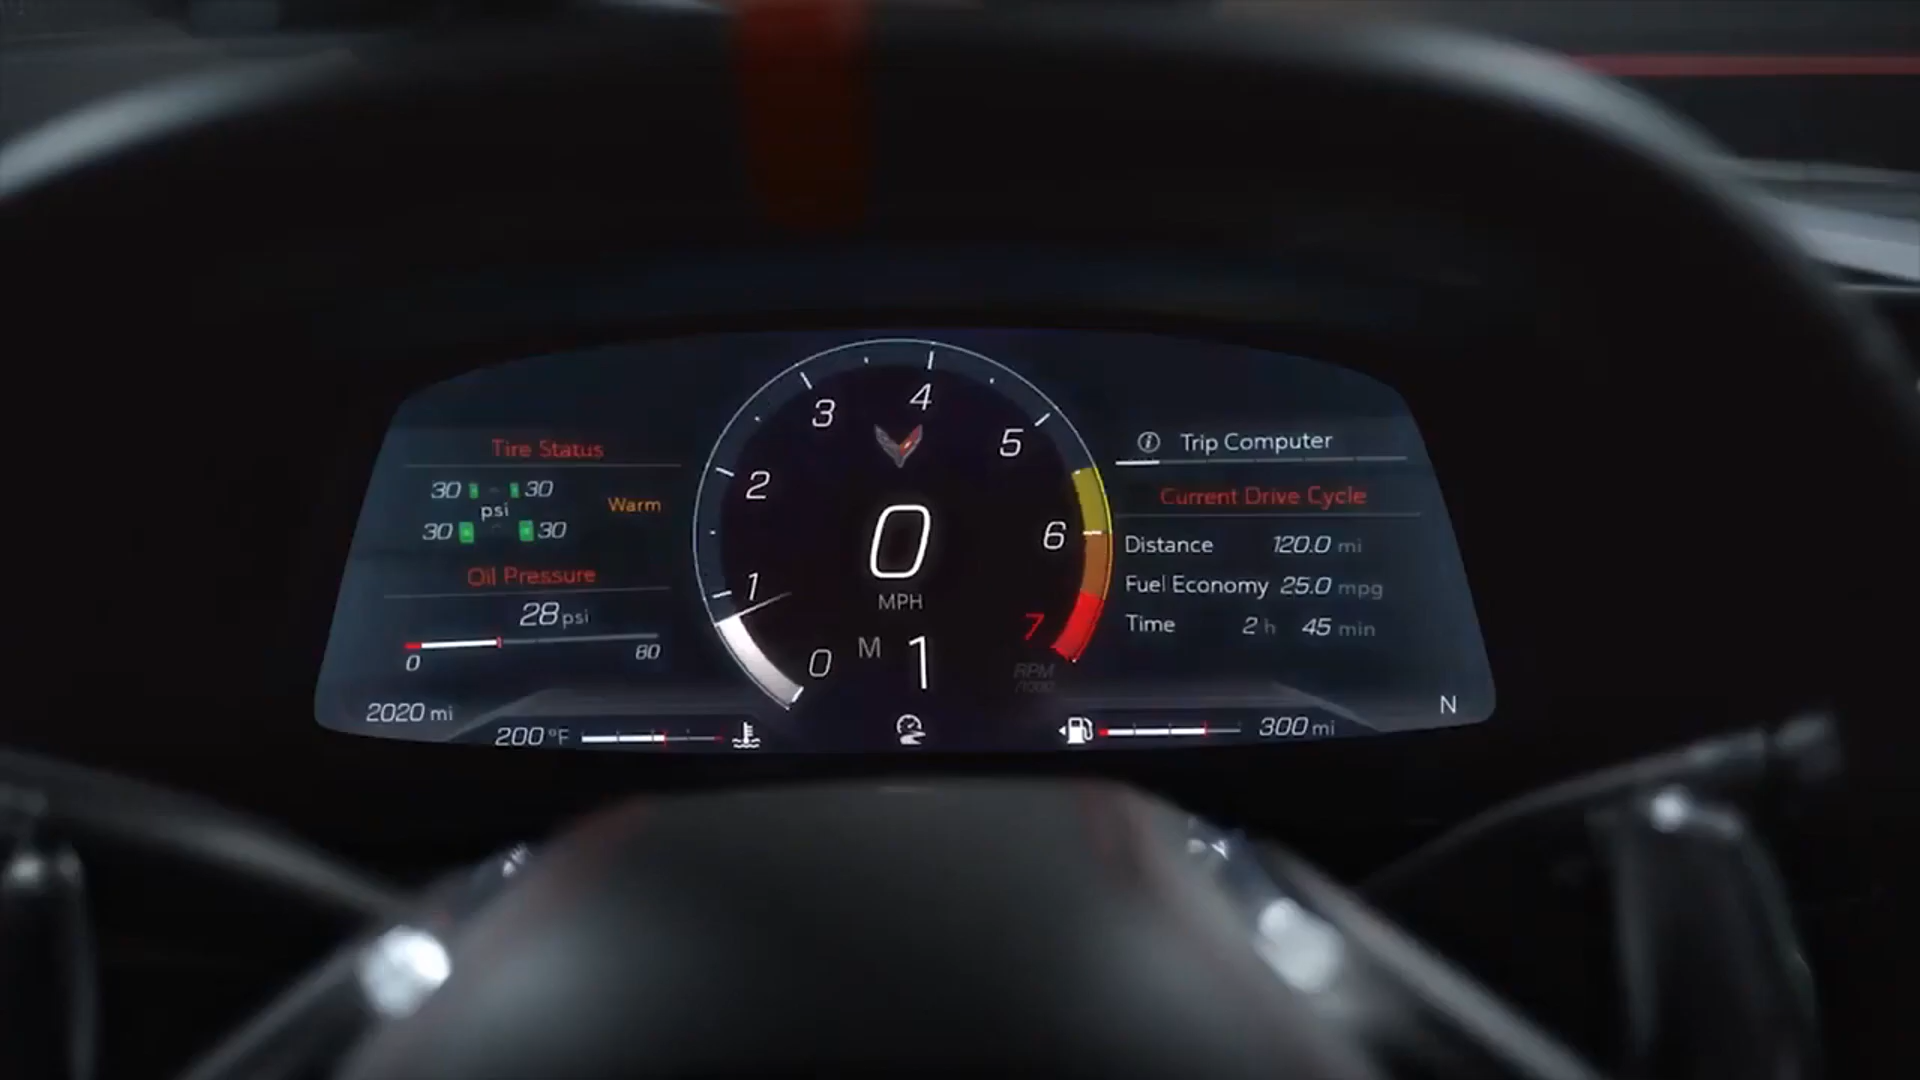 Tire Status
30 30
psi
Warm
30 30
Oil Pressure
28 psi
0 80
2020 mi
200 °F
0
1
2
3
4
5
6
7
RPM
/1000
0
MPH
M 1
Trip Computer
Current Drive Cycle
Distance 120.0 mi
Fuel Economy 25.0 mpg
Time 2 h 45 min
300 mi
N